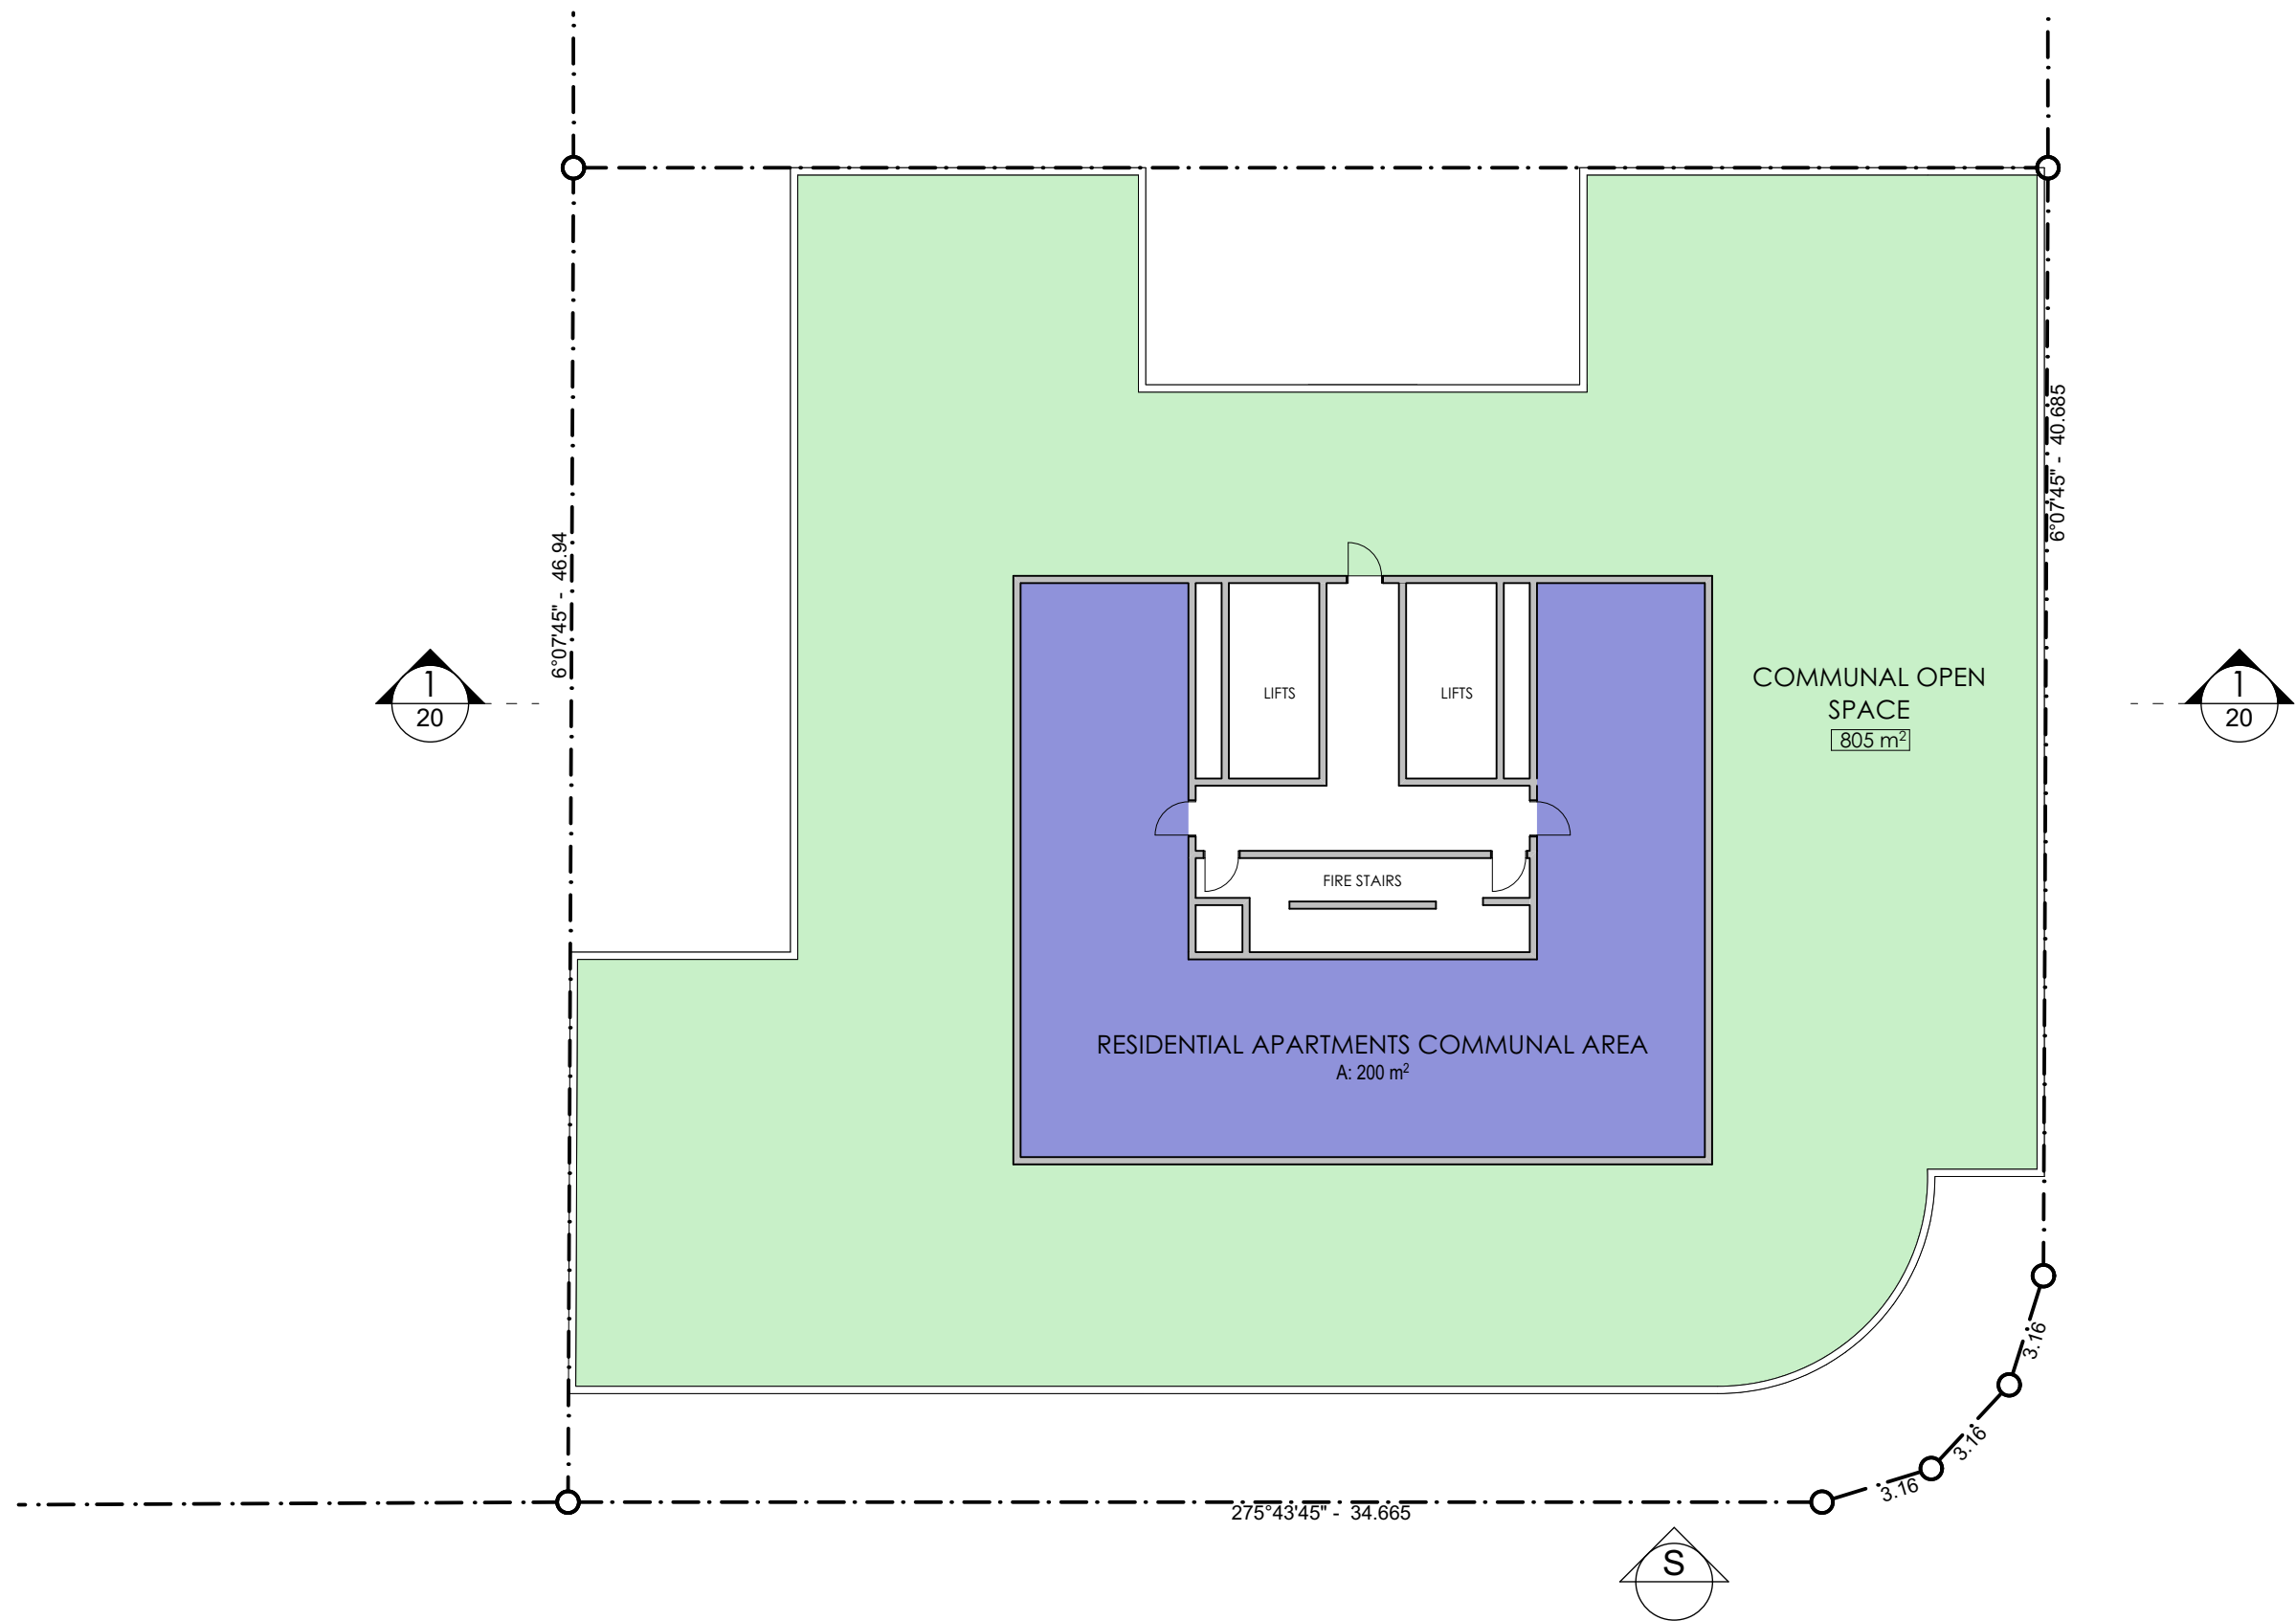 6°07'45" - 40.685
6°07'45" - 46.94
1
20
LIFTS
LIFTS
COMMUNAL OPEN
SPACE
805 m²
1
20
FIRE STAIRS
RESIDENTIAL APARTMENTS COMMUNAL AREA
A: 200 m²
3.16
3.16
3.16
275°43'45" - 34.665
S